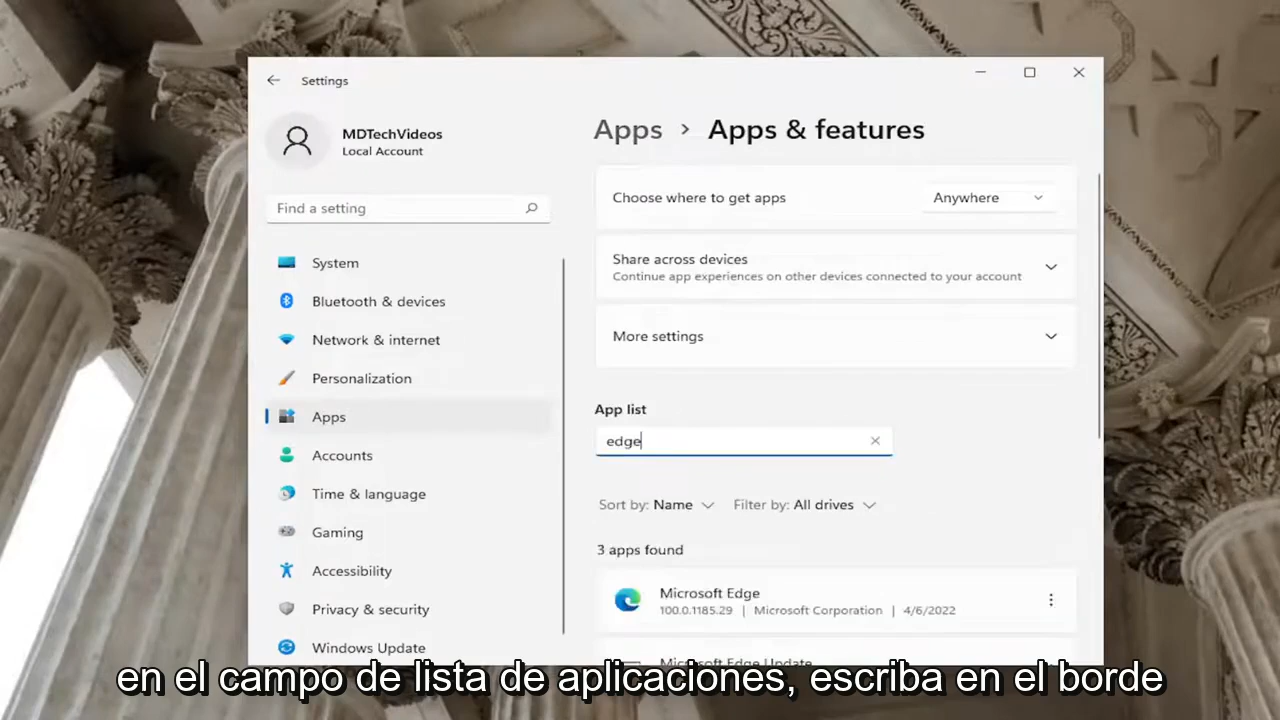 Settings
MDTechVideos
Local Account
Find a setting
System
Bluetooth & devices
Network & internet
Personalization
Apps
Accounts
Time & language
Gaming
Accessibility
Privacy & security
Windows Update
Apps > Apps & features
Choose where to get apps
Anywhere
Share across devices
Continue app experiences on other devices connected to your account
More settings
App list
edge
Sort by: Name Filter by: All drives
3 apps found
Microsoft Edge
100.0.1185.29 | Microsoft Corporation | 4/6/2022
Microsoft Edge Update
en el campo de lista de aplicaciones, escriba en el borde